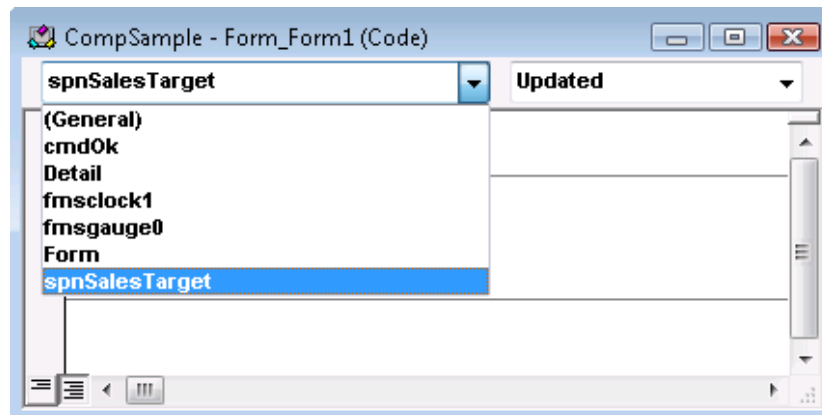 CompSample - Form_Form1 (Code)
spnSalesTarget Updated
(General)
cmdOk
Detail
fmsclock1
fmsgauge0
Form
spnSalesTarget